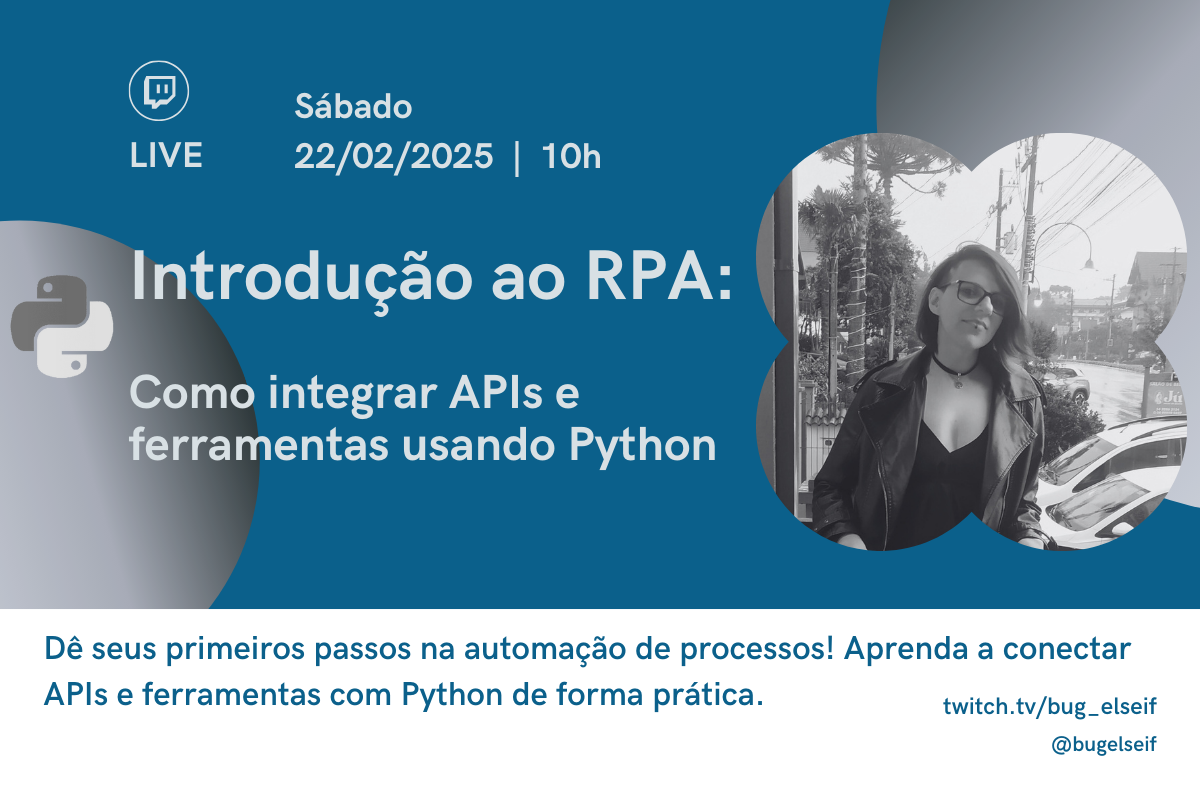 LIVE
Sábado
22/02/2025 | 10h
Introdução ao RPA:
Como integrar APIs e
ferramentas usando Python
Dê seus primeiros passos na automação de processos! Aprenda a conectar
APIs e ferramentas com Python de forma prática.
twitch.tv/bug_elseif
@bugelseif